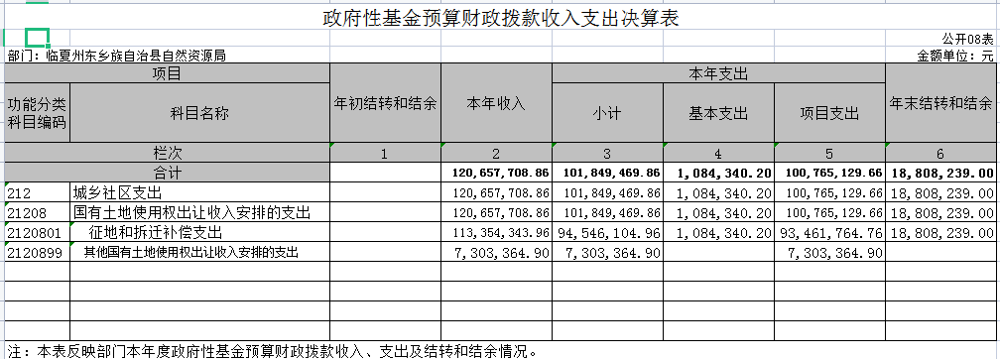 政府性基金预算财政拨款收入支出决算表
公开08表
部门：临夏州东乡族自治县自然资源局 金额单位：元
项目 年初结转和结余 本年收入 本年支出 年末结转和结余
功能分类科目编码 科目名称 小计 基本支出 项目支出
栏次 1 2 3 4 5 6
合计 120,657,708.86 101,849,469.86 1,084,340.20 100,765,129.66 18,808,239.00
212 城乡社区支出 120,657,708.86 101,849,469.86 1,084,340.20 100,765,129.66 18,808,239.00
21208 国有土地使用权出让收入安排的支出 120,657,708.86 101,849,469.86 1,084,340.20 100,765,129.66 18,808,239.00
2120801 征地和拆迁补偿支出 113,354,343.96 94,546,104.96 1,084,340.20 93,461,764.76 18,808,239.00
2120899 其他国有土地使用权出让收入安排的支出 7,303,364.90 7,303,364.90 7,303,364.90
注：本表反映部门本年度政府性基金预算财政拨款收入、支出及结转和结余情况。